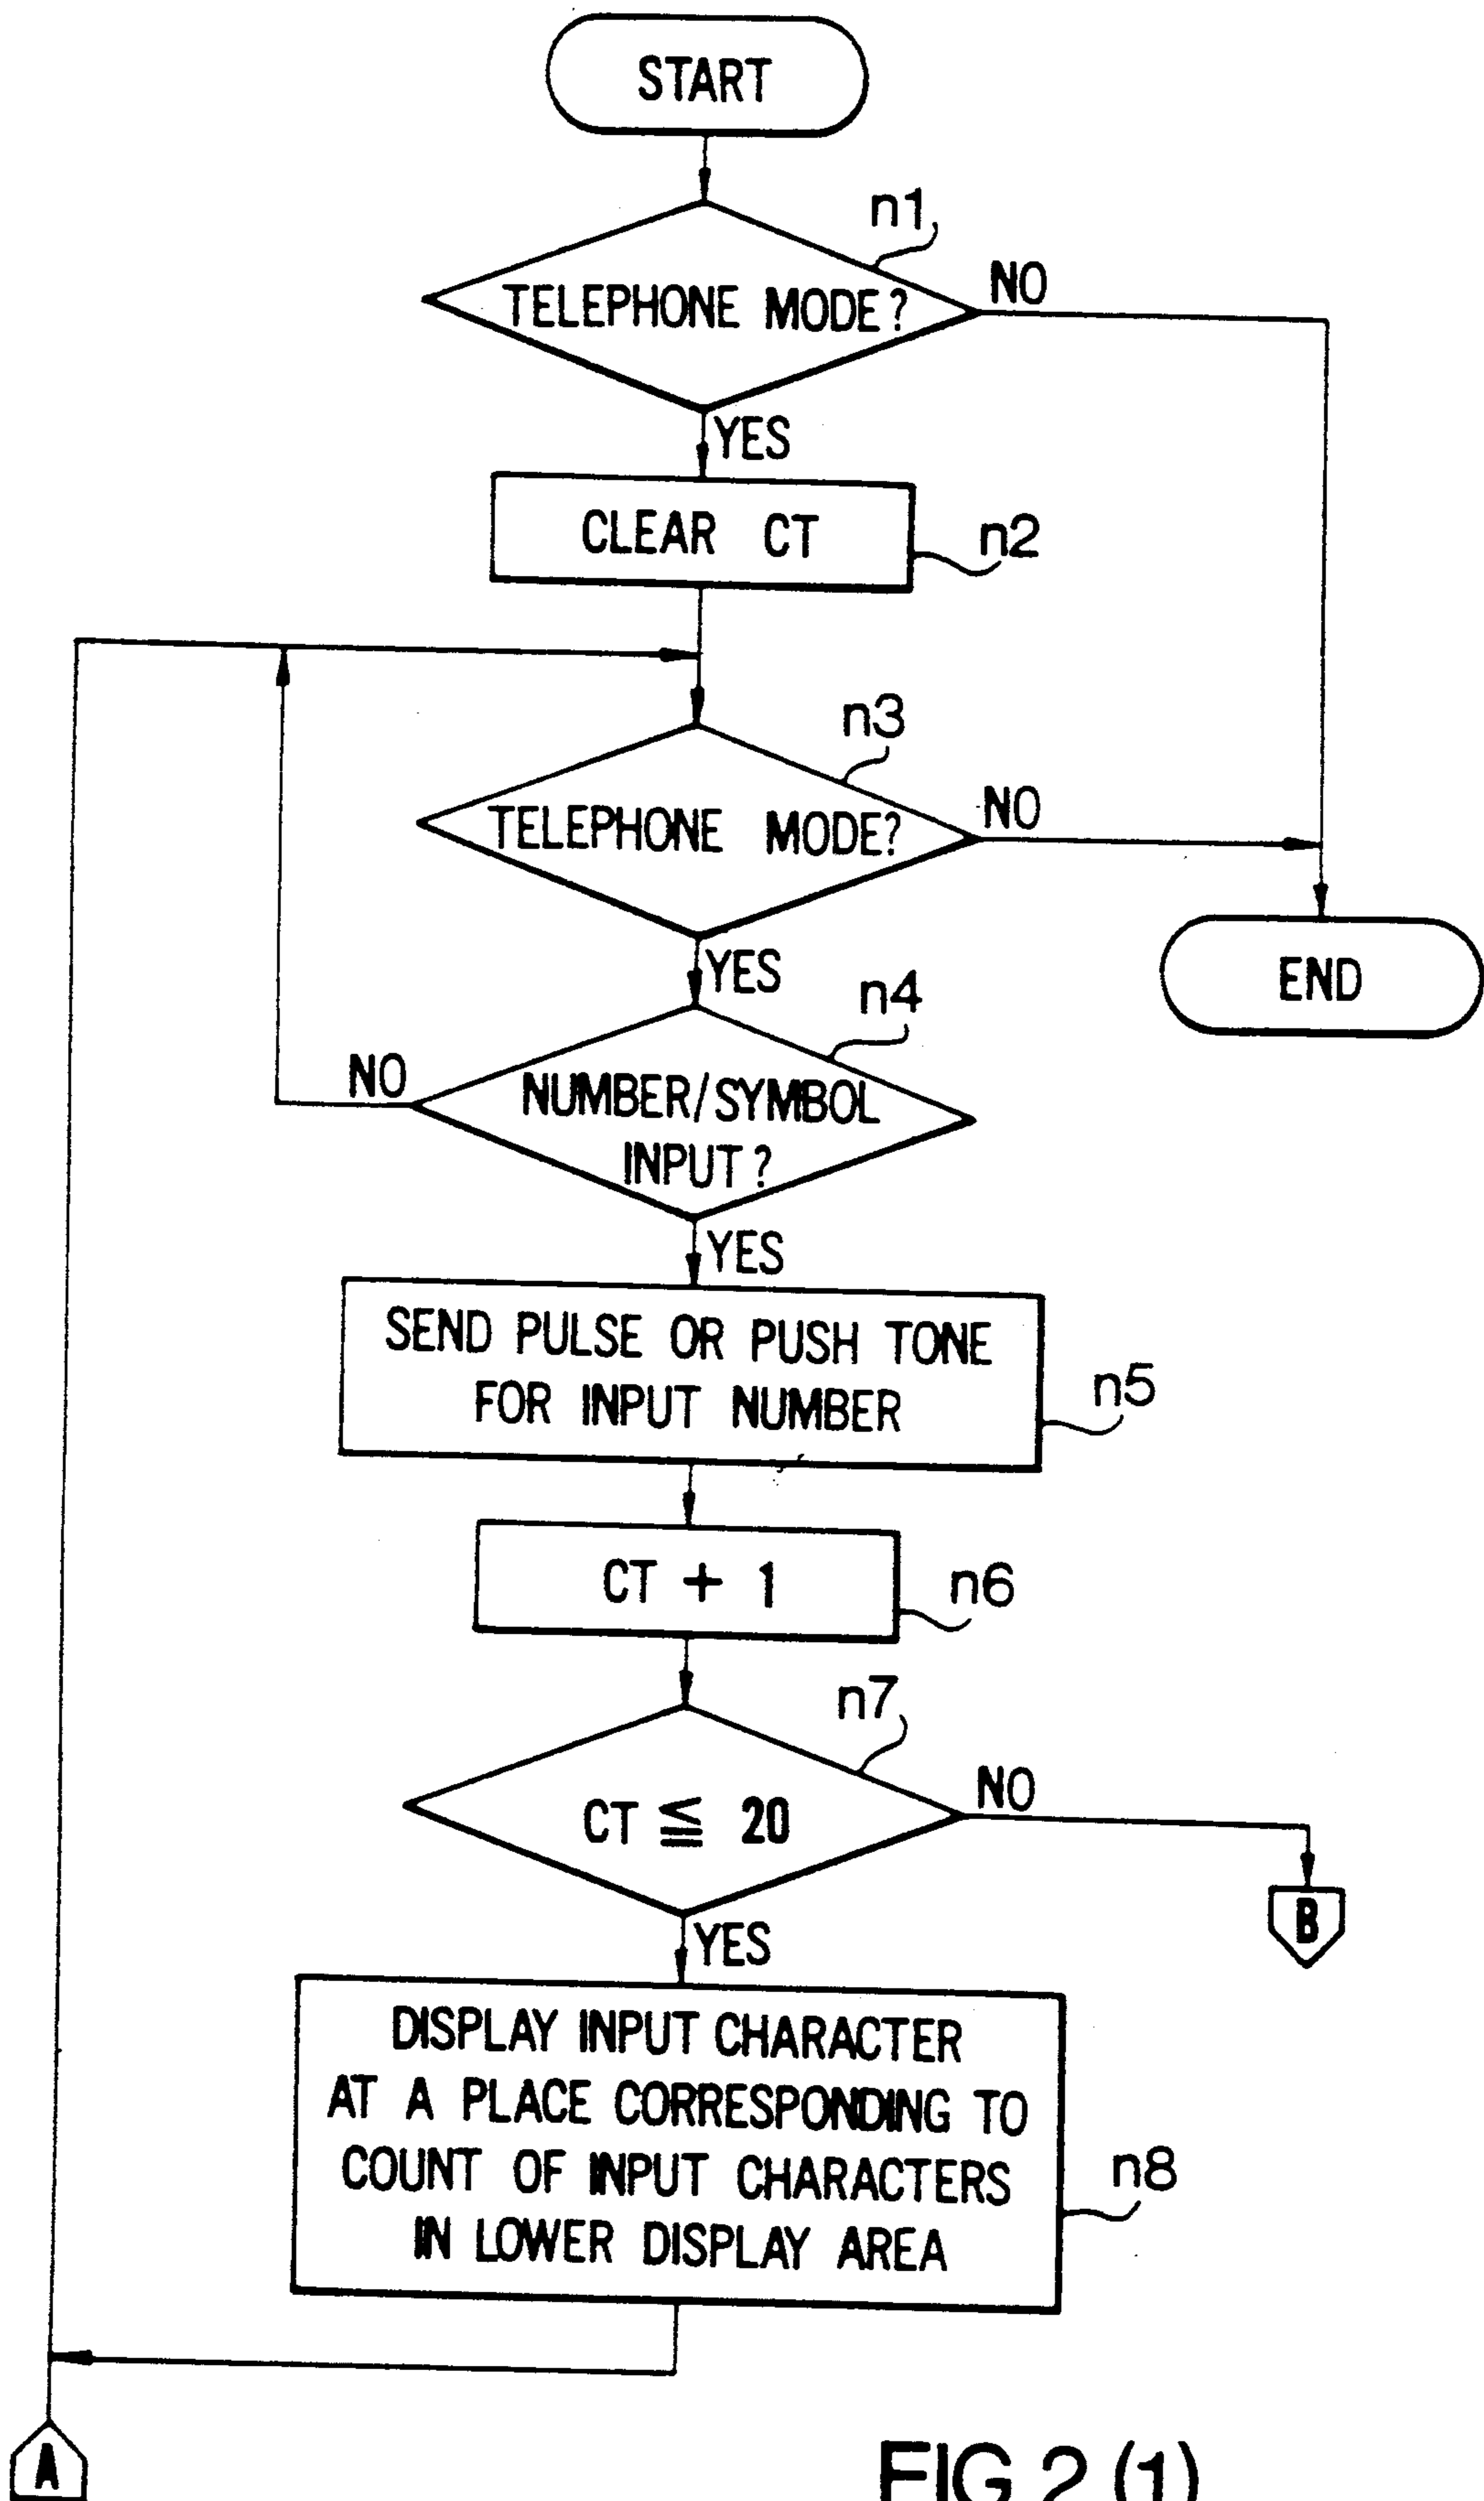 START
n1
TELEPHONE MODE?
NO
YES
CLEAR CT
n2
n3
TELEPHONE MODE?
NO
YES
END
n4
NO
NUMBER/SYMBOL
INPUT?
YES
SEND PULSE OR PUSH TONE
FOR INPUT NUMBER
n5
CT + 1
n6
n7
CT ≦ 20
NO
B
YES
DISPLAY INPUT CHARACTER
AT A PLACE CORRESPONDING TO
COUNT OF INPUT CHARACTERS
IN LOWER DISPLAY AREA
n8
A
FIG 2 (1)